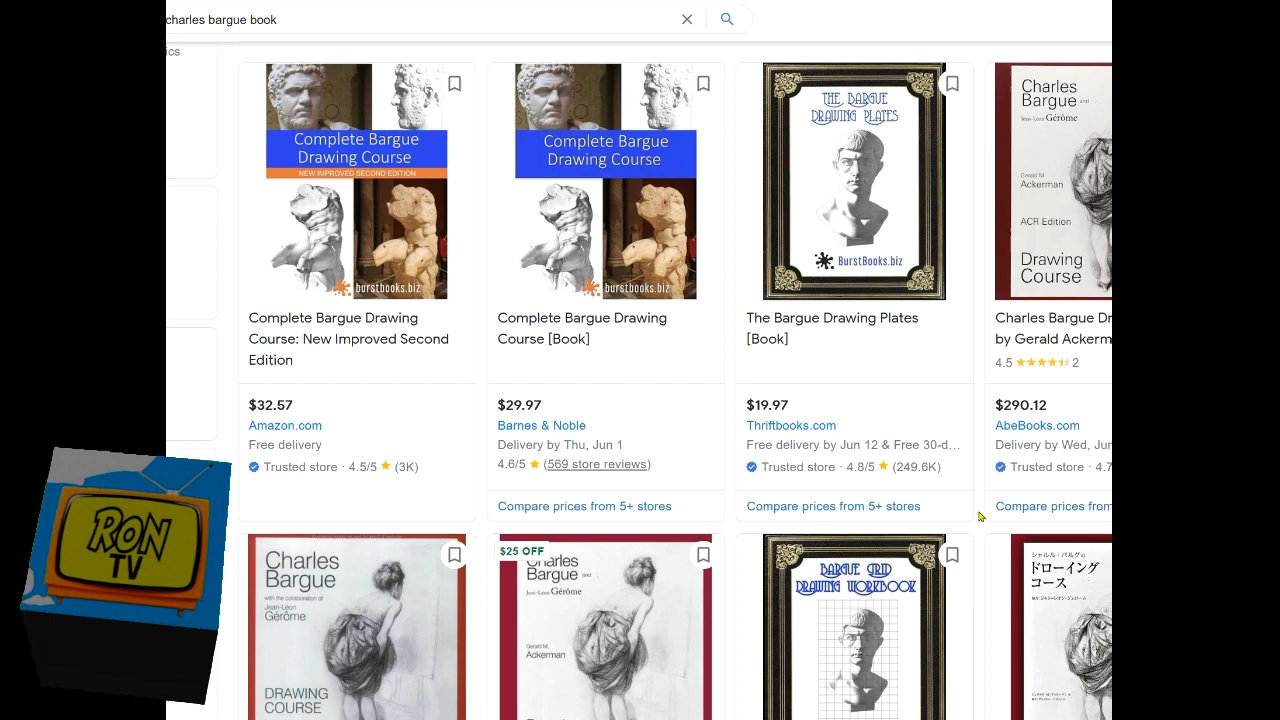 charles bargue book
ics
Complete Bargue
Drawing Course
NEW IMPROVED SECOND EDITION
burstbooks.biz
Complete Bargue Drawing
Course: New Improved Second
Edition
$32.57
Amazon.com
Free delivery
Trusted store · 4.5/5 ★ (3K)
Complete Bargue
Drawing Course
burstbooks.biz
Complete Bargue Drawing
Course [Book]
$29.97
Barnes & Noble
Delivery by Thu, Jun 1
4.6/5 ★ (569 store reviews)
Compare prices from 5+ stores
THE BARGUE
DRAWING PLATES
BurstBooks.biz
The Bargue Drawing Plates
[Book]
$19.97
Thriftbooks.com
Free delivery by Jun 12 & Free 30-d...
Trusted store · 4.8/5 ★ (249.6K)
Compare prices from 5+ stores
Charles
Bargue and
Jean-Léon Gérôme
Gerald M.
Ackerman
ACR Edition
Drawing
Course
Charles Bargue Dr
by Gerald Ackerm
4.5 ★★★★⯨ 2
$290.12
AbeBooks.com
Delivery by Wed, Jun
Trusted store · 4.7
Compare prices from
RON
TV
Charles
Bargue
with the collaboration of
Jean-Léon
Gérôme
DRAWING
COURSE
$25 OFF
Charles
Bargue and
Jean-Léon Gérôme
Gerald M.
Ackerman
BARGUE GRID
DRAWING WORKBOOK
シャルル・バルグの
ドローイング
コース